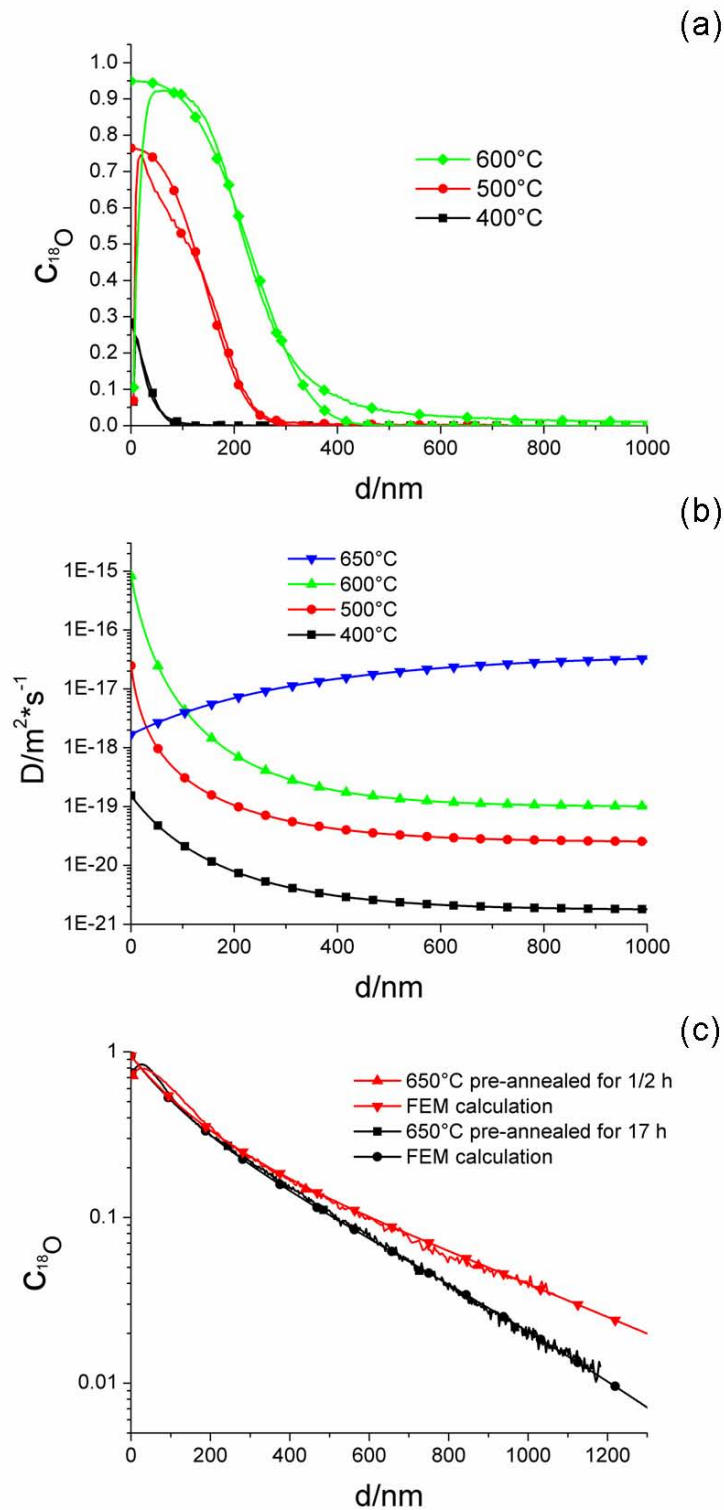 (a)
1.0
0.9
0.8
0.7
0.6
0.5
0.4
0.3
0.2
0.1
0.0
C18O
600°C
500°C
400°C
0 200 400 600 800 1000
d/nm
(b)
1E-15
1E-16
1E-17
1E-18
1E-19
1E-20
1E-21
D/m²*s⁻¹
650°C
600°C
500°C
400°C
0 200 400 600 800 1000
d/nm
(c)
1
0.1
0.01
C18O
650°C pre-annealed for 1/2 h
FEM calculation
650°C pre-annealed for 17 h
FEM calculation
0 200 400 600 800 1000 1200
d/nm